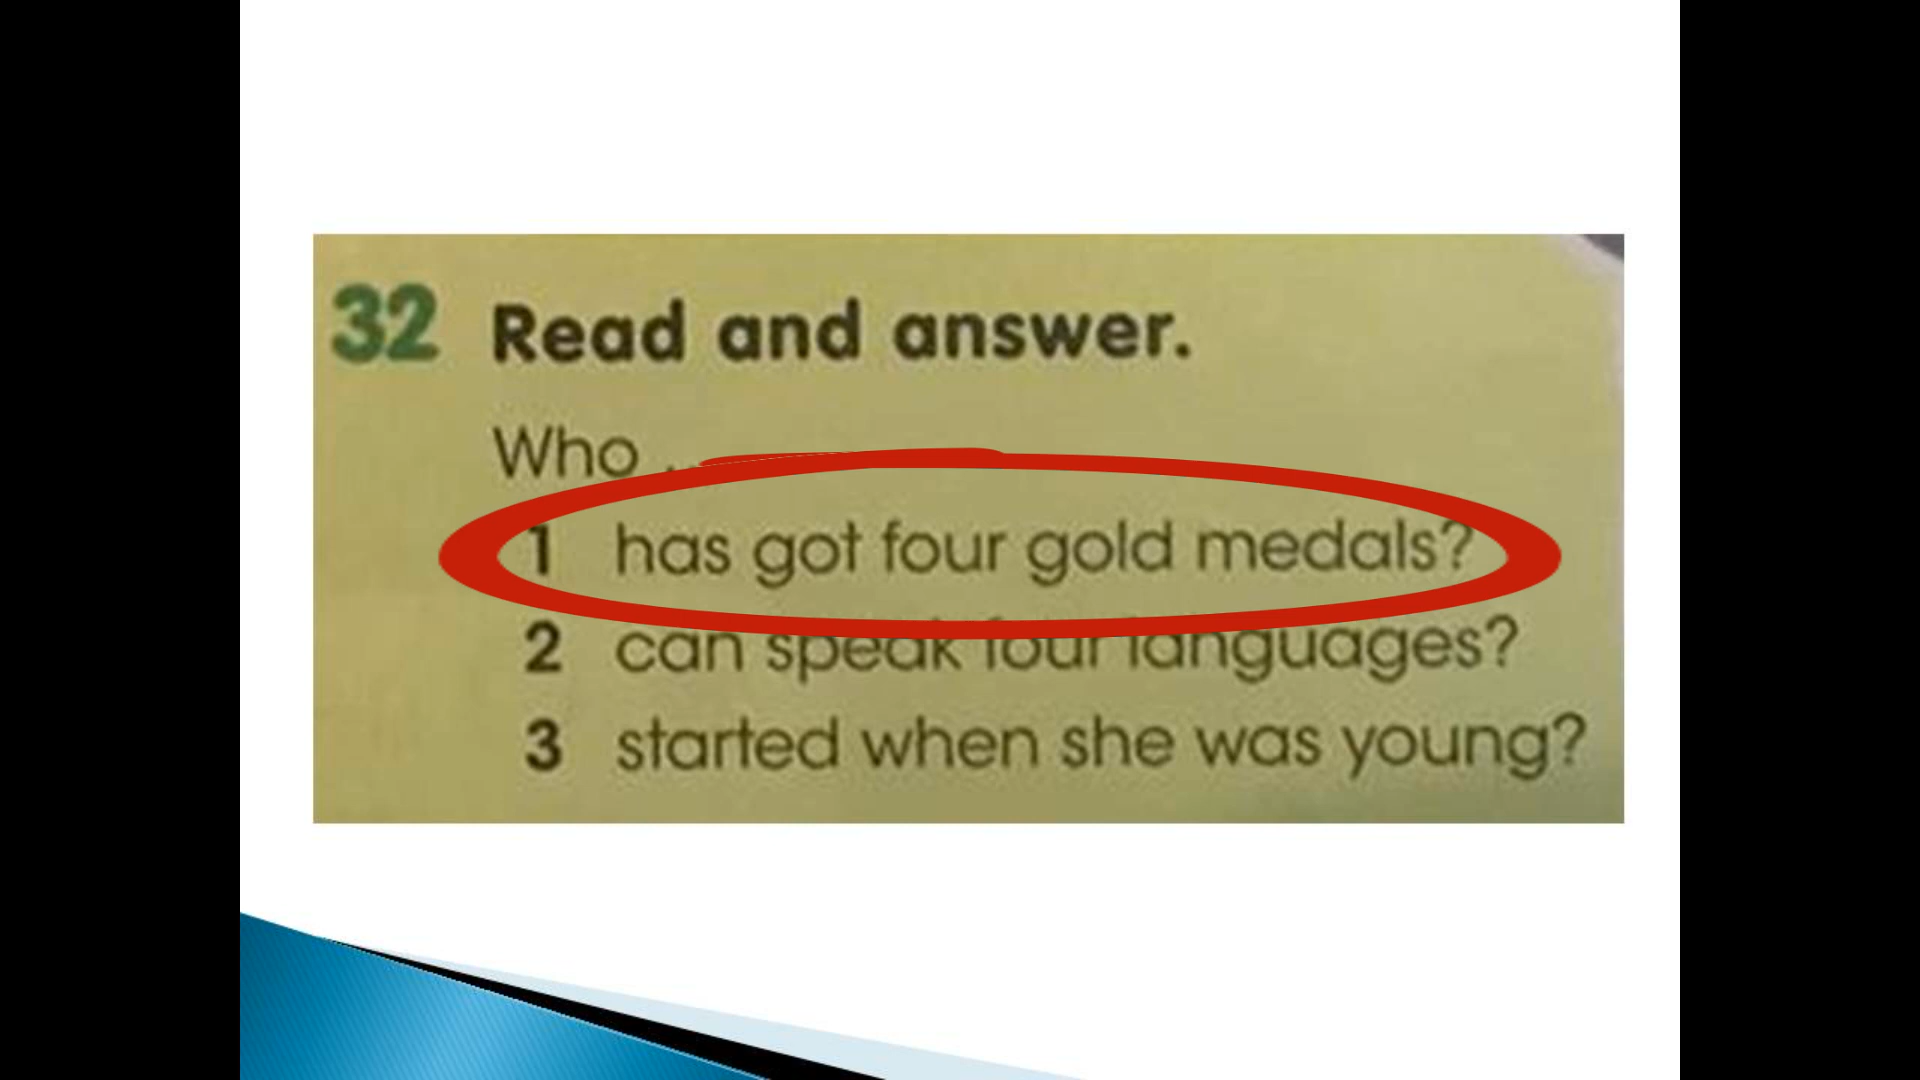 32 Read and answer.
Who ...
1 has got four gold medals?
2 can speak four languages?
3 started when she was young?